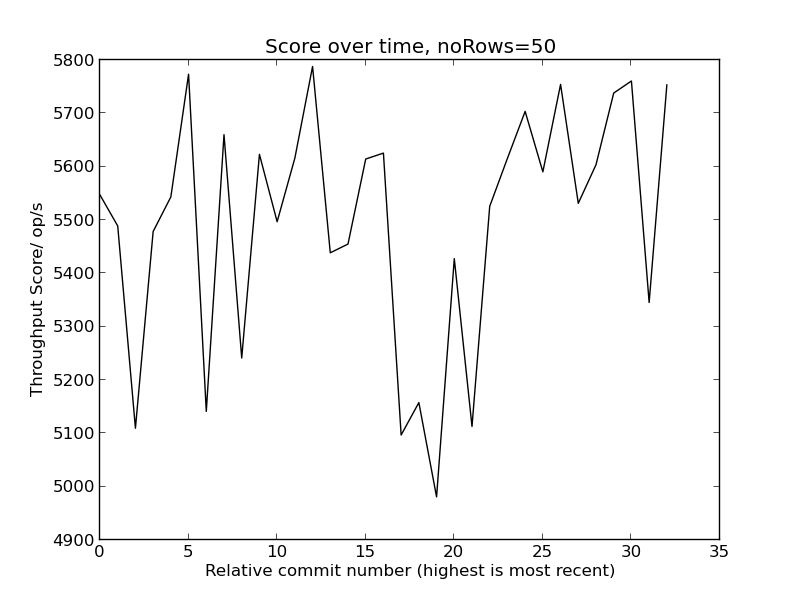 Score over time, noRows=50
5800
5700
5600
5500
5400
5300
5200
5100
5000
4900
Throughput Score/ op/s
0 5 10 15 20 25 30 35
Relative commit number (highest is most recent)